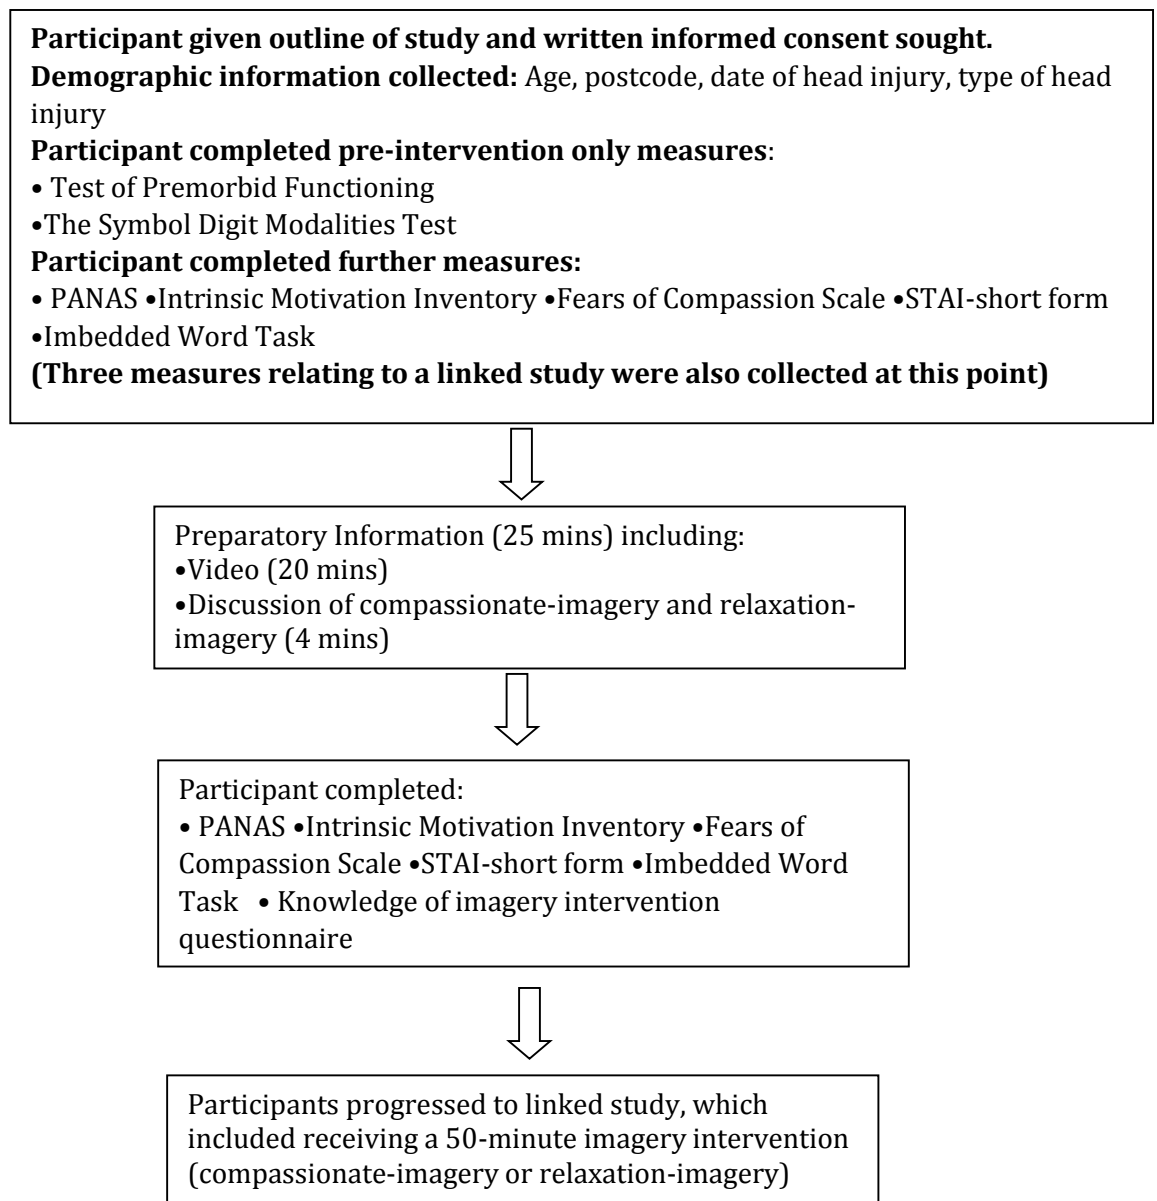 Participant given outline of study and written informed consent sought.
Demographic information collected: Age, postcode, date of head injury, type of head
injury
Participant completed pre-intervention only measures:
• Test of Premorbid Functioning
•The Symbol Digit Modalities Test
Participant completed further measures:
• PANAS •Intrinsic Motivation Inventory •Fears of Compassion Scale •STAI-short form
•Imbedded Word Task
(Three measures relating to a linked study were also collected at this point)
Preparatory Information (25 mins) including:
•Video (20 mins)
•Discussion of compassionate-imagery and relaxation-
imagery (4 mins)
Participant completed:
• PANAS •Intrinsic Motivation Inventory •Fears of
Compassion Scale •STAI-short form •Imbedded Word
Task • Knowledge of imagery intervention
questionnaire
Participants progressed to linked study, which
included receiving a 50-minute imagery intervention
(compassionate-imagery or relaxation-imagery)